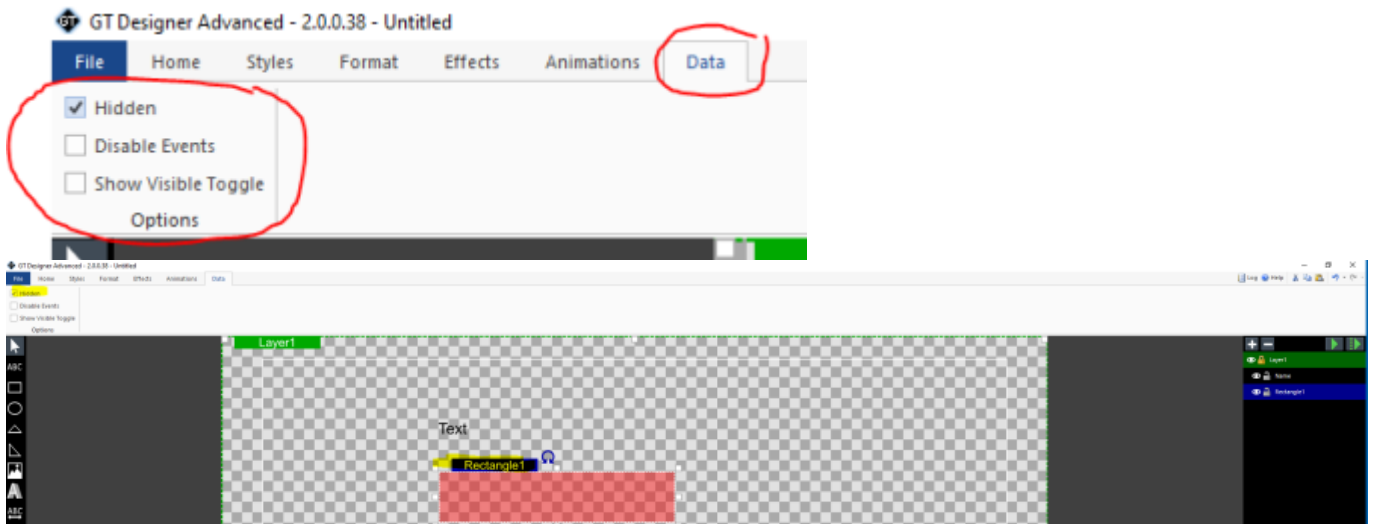 GT Designer Advanced - 2.0.0.38 - Untitled
File Home Styles Format Effects Animations Data
Hidden
Disable Events
Show Visible Toggle
Options
GT Designer Advanced - 2.0.0.38 - Untitled
File Home Styles Format Effects Animations Data
Log Help
Hidden
Disable Events
Show Visible Toggle
Options
Layer1
Layer1
ABC
Name
Rectangle1
Text
Rectangle1
A
ABC